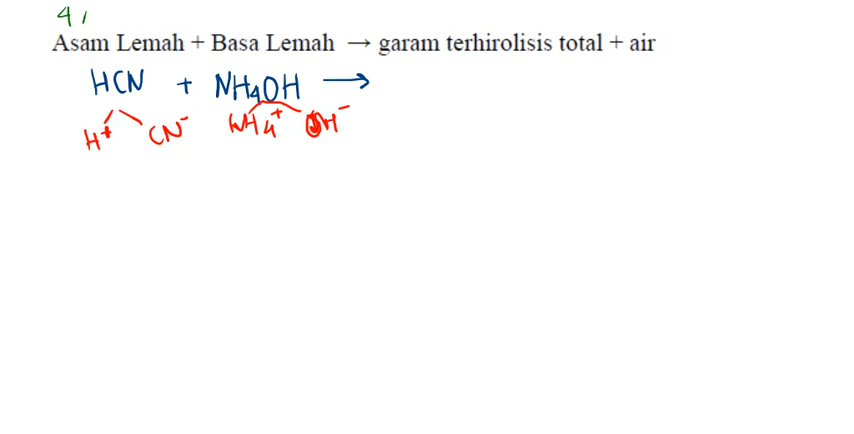 4,
Asam Lemah + Basa Lemah → garam terhirolisis total + air
HCN + NH₄OH →
H⁺ CN⁻ NH₄⁺ OH⁻